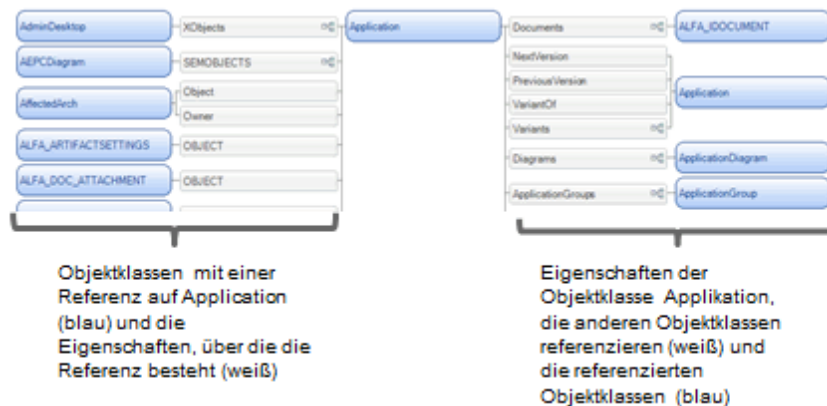 AdminDesktop
XObjects
Application
Documents
ALFA_IDOCUMENT
AEPCDiagram
SEMOBJECTS
NextVersion
PreviousVersion
VariantOf
Variants
Application
AffectedArch
Object
Owner
ALFA_ARTIFACTSETTINGS
OBJECT
Diagrams
ApplicationDiagram
ALFA_DOC_ATTACHMENT
OBJECT
ApplicationGroups
ApplicationGroup
Objektklassen mit einer
Referenz auf Application
(blau) und die
Eigenschaften, über die die
Referenz besteht (weiß)
Eigenschaften der
Objektklasse Applikation,
die anderen Objektklassen
referenzieren (weiß) und
die referenzierten
Objektklassen (blau)